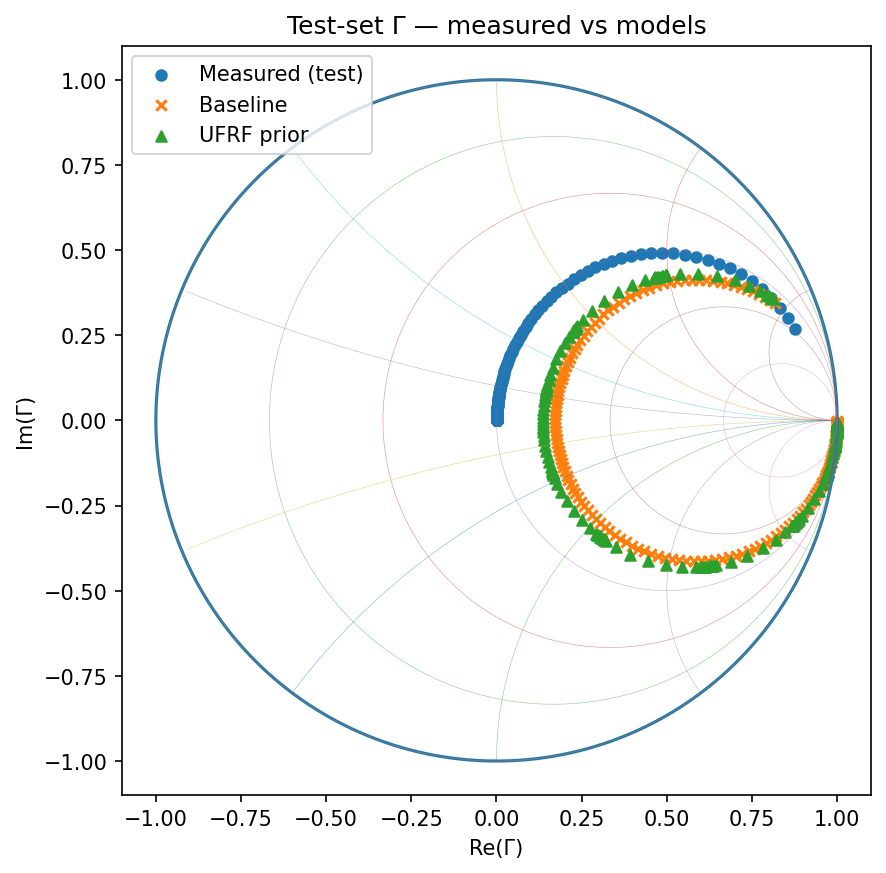 Test-set Γ — measured vs models
Measured (test)
Baseline
UFRF prior
1.00
0.75
0.50
0.25
0.00
−0.25
−0.50
−0.75
−1.00
Im(Γ)
−1.00 −0.75 −0.50 −0.25 0.00 0.25 0.50 0.75 1.00
Re(Γ)